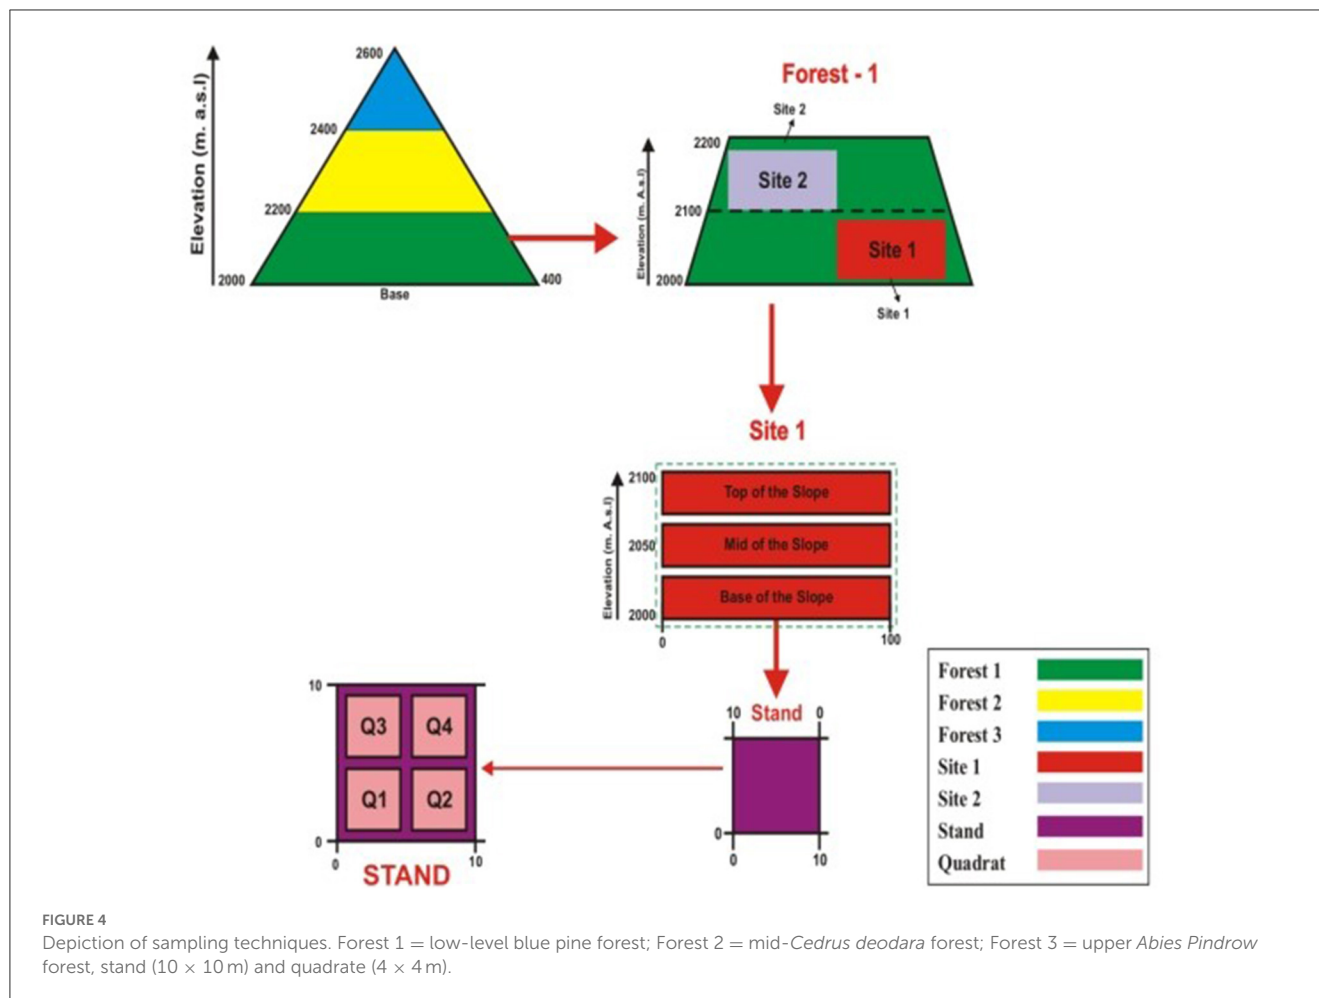 2600
Elevation (m. a.s.l)
2400
2200
2000
Base
400
Forest - 1
Site 2
Elevation (m. A.s.l)
2200
Site 2
2100
Site 1
2000
Site 1
Site 1
Elevation (m. A.s.l)
2100
Top of the Slope
2050
Mid of the Slope
Base of the Slope
2000
0
100
10
Stand
0
0
0
10
10
Q3
Q4
Q1
Q2
0
0
10
STAND
Forest 1
Forest 2
Forest 3
Site 1
Site 2
Stand
Quadrat
FIGURE 4
Depiction of sampling techniques. Forest 1 = low-level blue pine forest; Forest 2 = mid-Cedrus deodara forest; Forest 3 = upper Abies Pindrow
forest, stand (10 × 10 m) and quadrate (4 × 4 m).